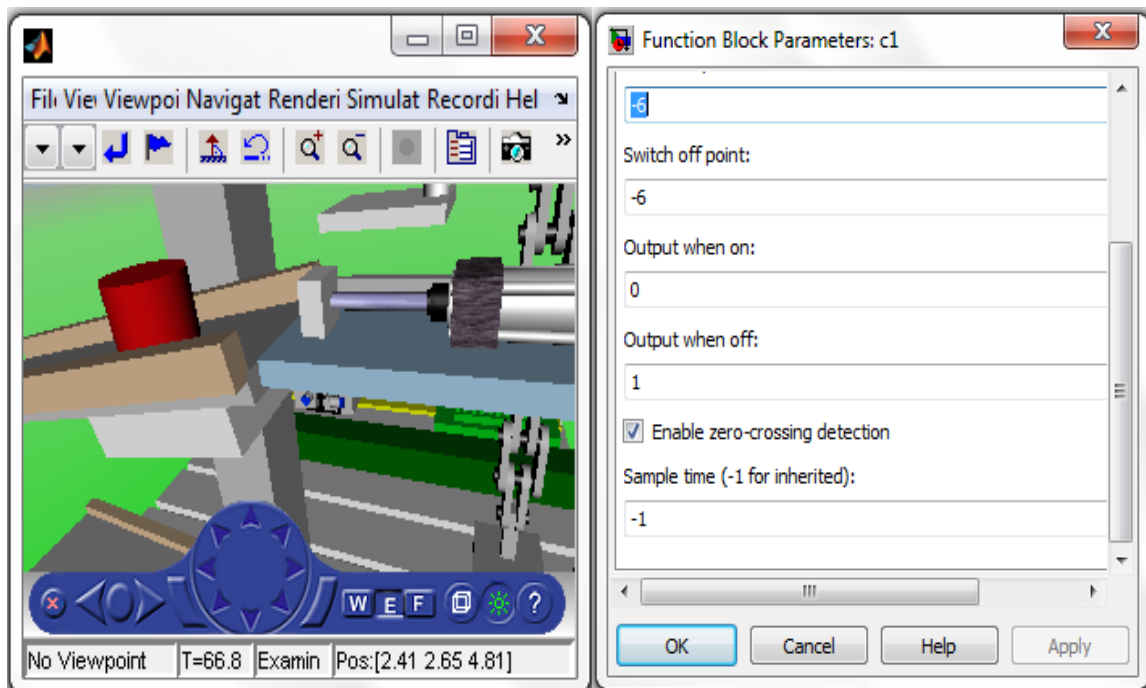 File View Viewpoi Navigat Renderi Simulat Recordi Hel
W E F ?
No Viewpoint T=66.8 Examin Pos:[2.41 2.65 4.81]
Function Block Parameters: c1
-6
Switch off point:
-6
Output when on:
0
Output when off:
1
Enable zero-crossing detection
Sample time (-1 for inherited):
-1
OK Cancel Help Apply